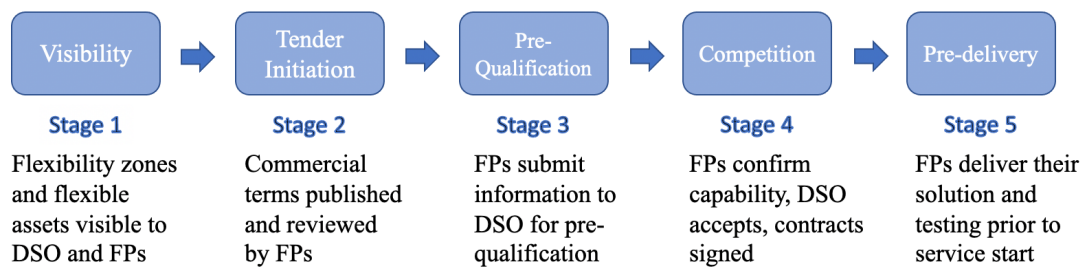 Visibility
Tender
Initiation
Pre-
Qualification
Competition
Pre-delivery
Stage 1
Stage 2
Stage 3
Stage 4
Stage 5
Flexibility zones
and flexible
assets visible to
DSO and FPs
Commercial
terms published
and reviewed
by FPs
FPs submit
information to
DSO for pre-
qualification
FPs confirm
capability, DSO
accepts, contracts
signed
FPs deliver their
solution and
testing prior to
service start